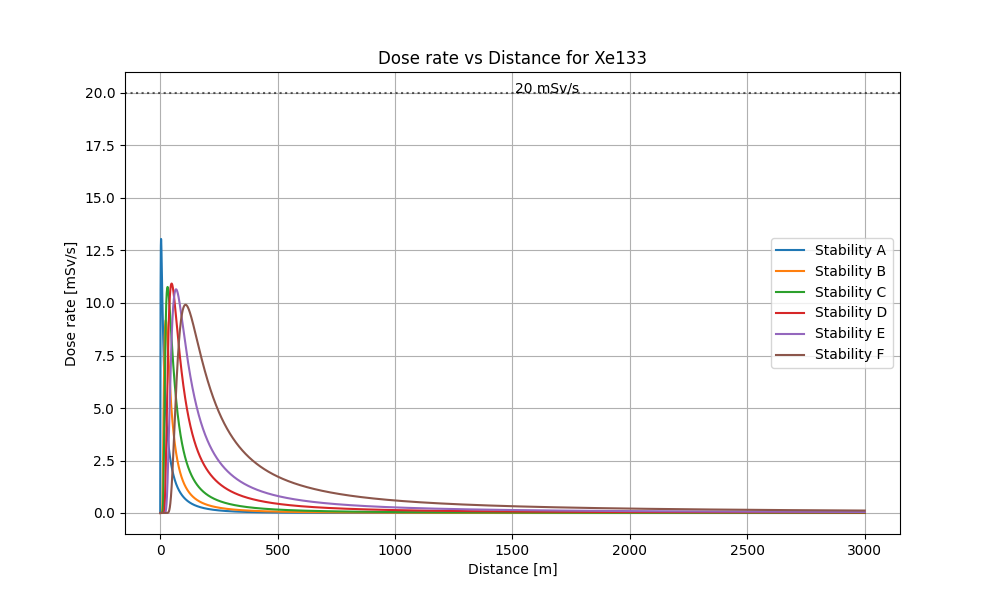 Dose rate vs Distance for Xe133
20 mSv/s
20.0
17.5
15.0
12.5
10.0
7.5
5.0
2.5
0.0
Dose rate [mSv/s]
Stability A
Stability B
Stability C
Stability D
Stability E
Stability F
0
500
1000
1500
2000
2500
3000
Distance [m]